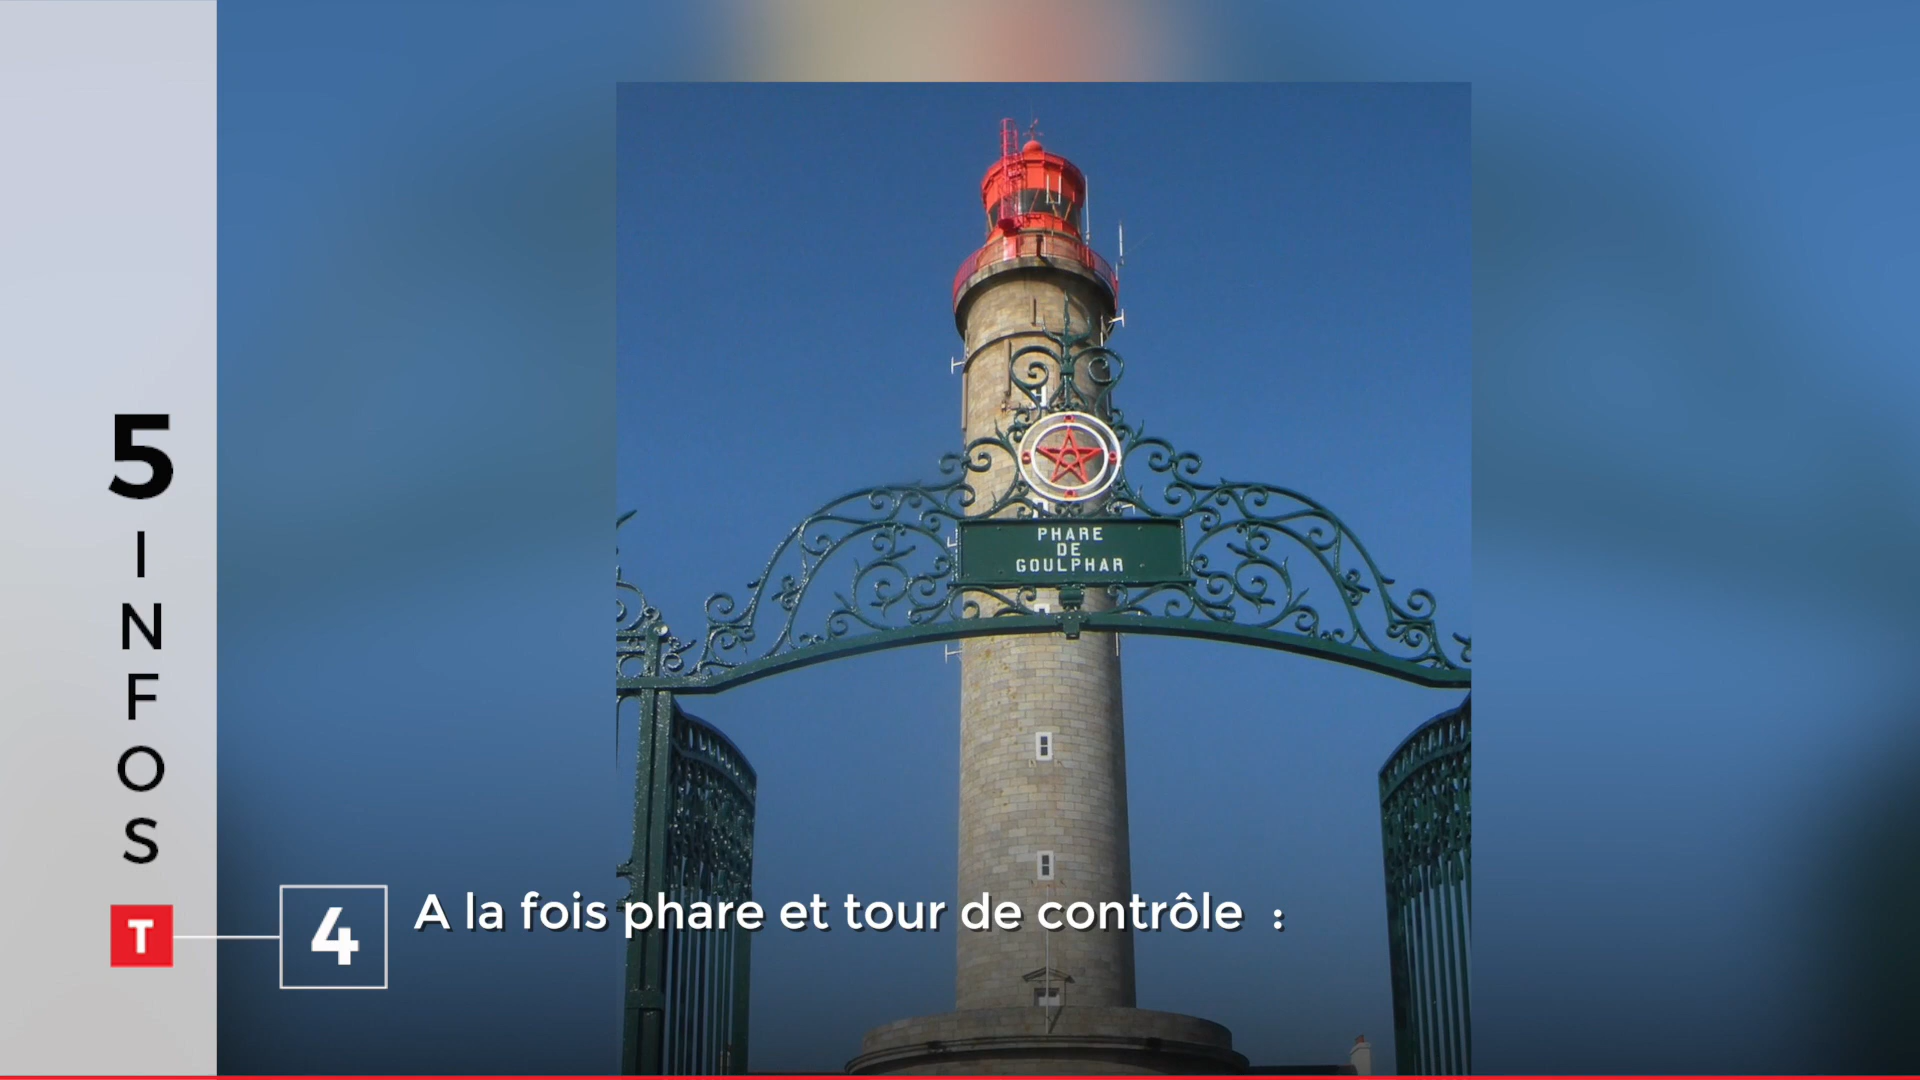 5
INFOS
T
4
A la fois phare et tour de contrôle :
PHARE
DE
GOULPHAR